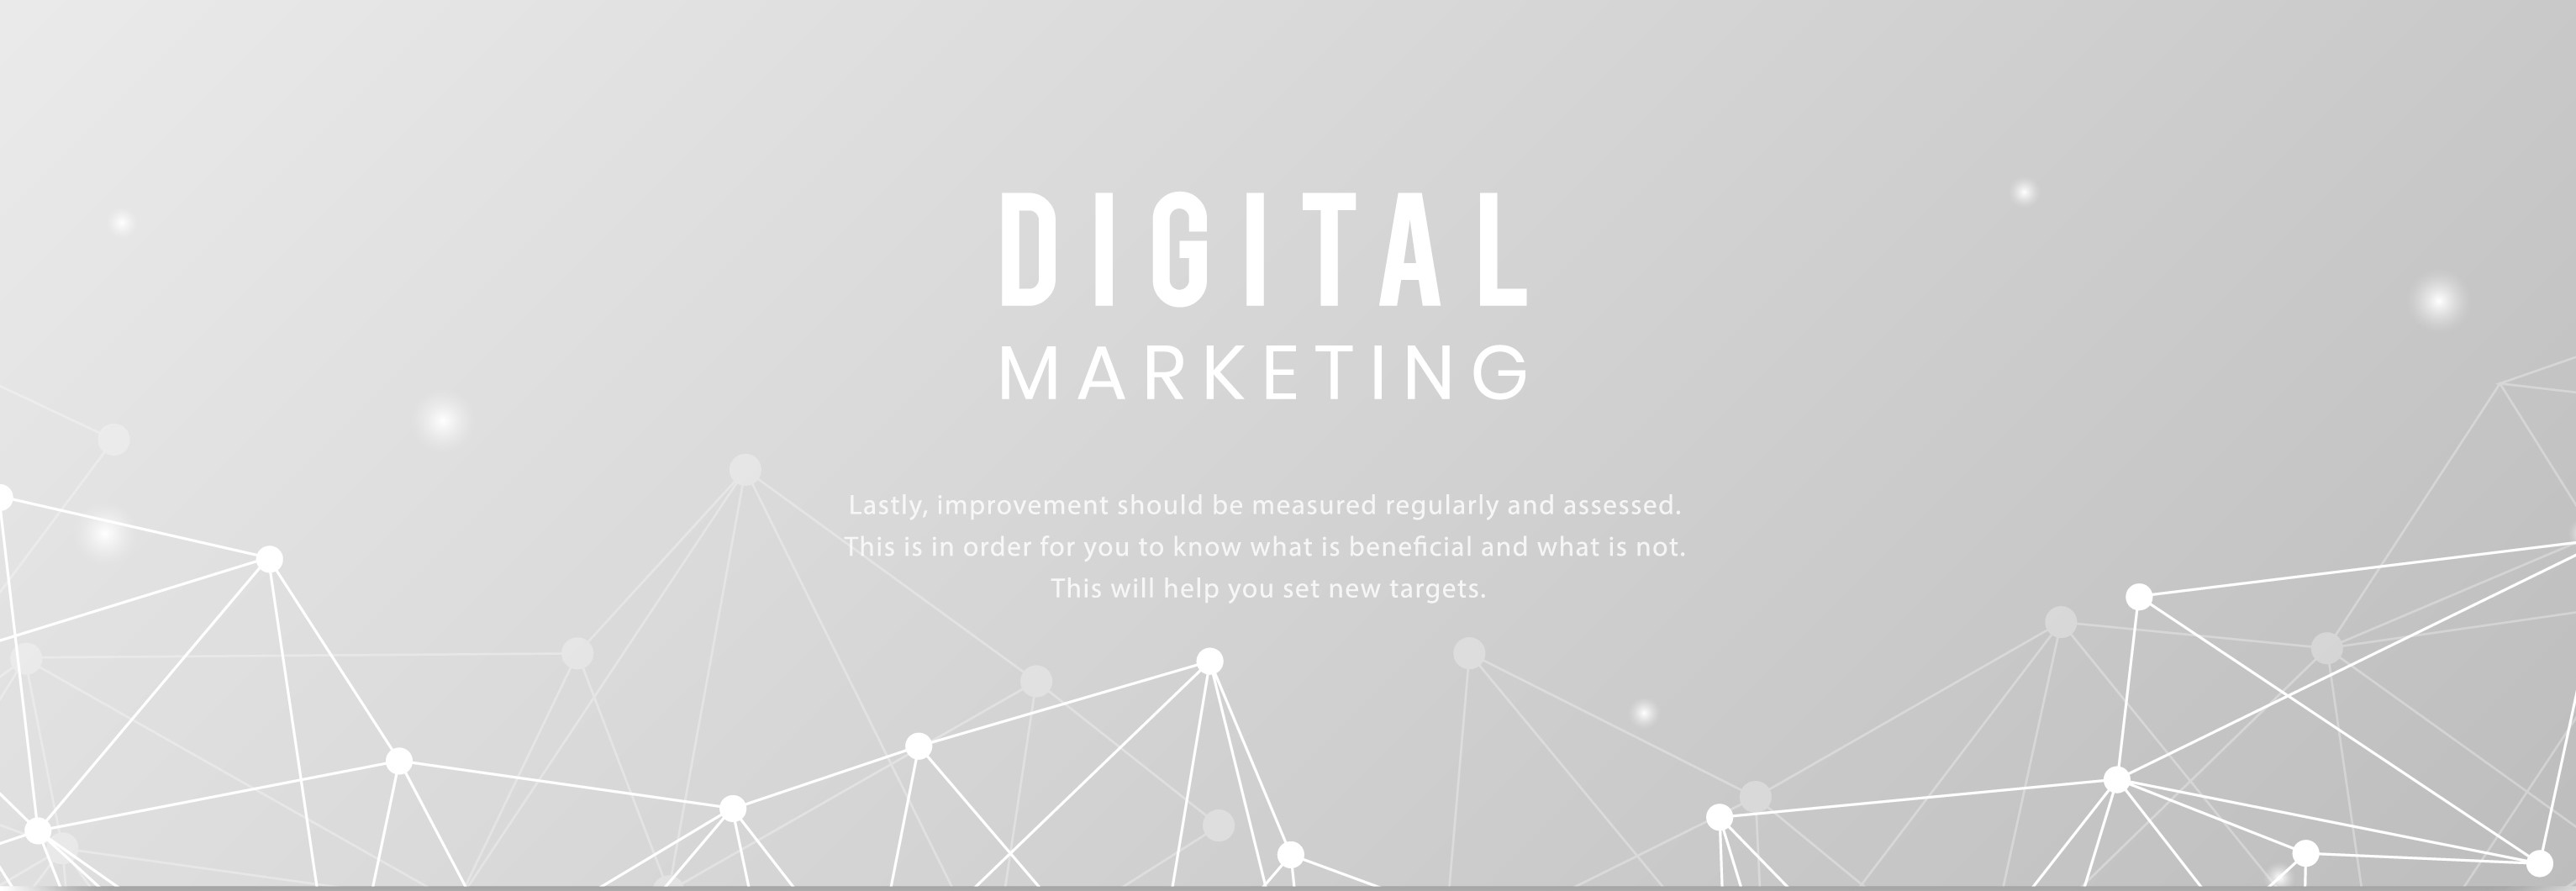 DIGITAL
MARKETING
Lastly, improvement should be measured regularly and assessed.
This is in order for you to know what is beneficial and what is not.
This will help you set new targets.